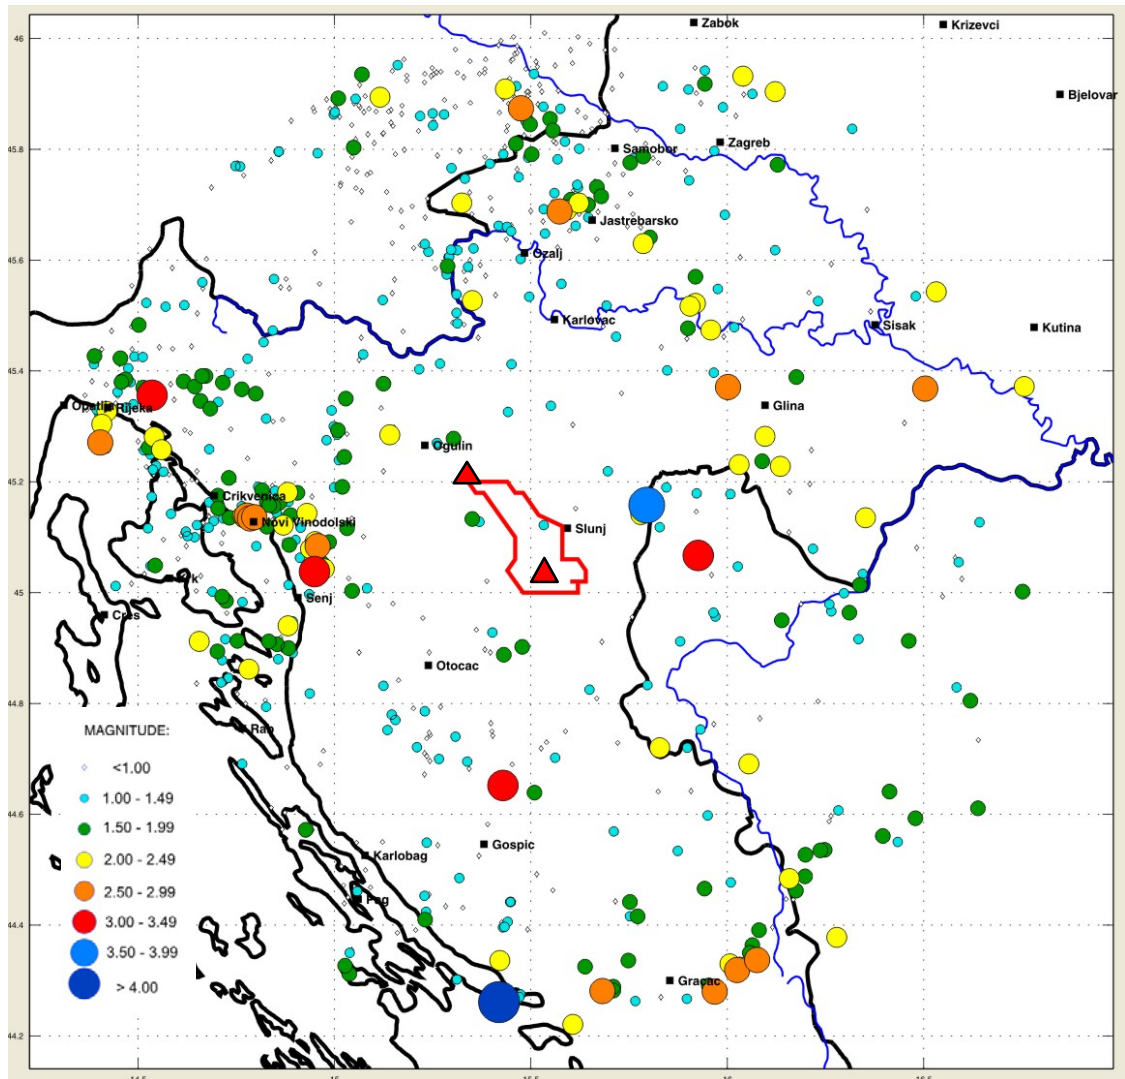 Zabok
Krizevci
46
Bjelovar
45.8
Samobor
Zagreb
Jastrebarsko
45.6
Ozalj
Karlovac
Sisak
Kutina
45.4
Rijeka
Glina
Ogulin
45.2
Crikvenica
Novi Vinodolski
Slunj
45
Senj
Cres
Otocac
44.8
Rab
MAGNITUDE:
<1.00
1.00 - 1.49
1.50 - 1.99
2.00 - 2.49
2.50 - 2.99
3.00 - 3.49
3.50 - 3.99
> 4.00
44.6
Gospic
Karlobag
Pag
44.4
Gracac
44.2